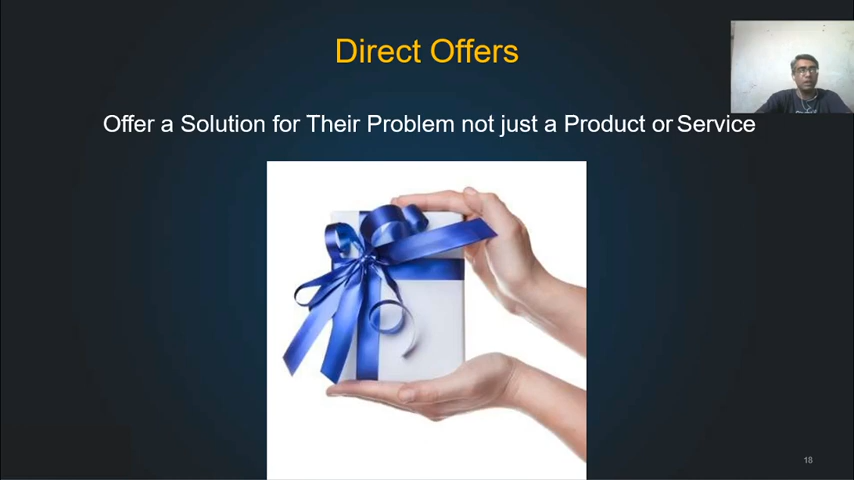 Direct Offers
Offer a Solution for Their Problem not just a Product or Service
18